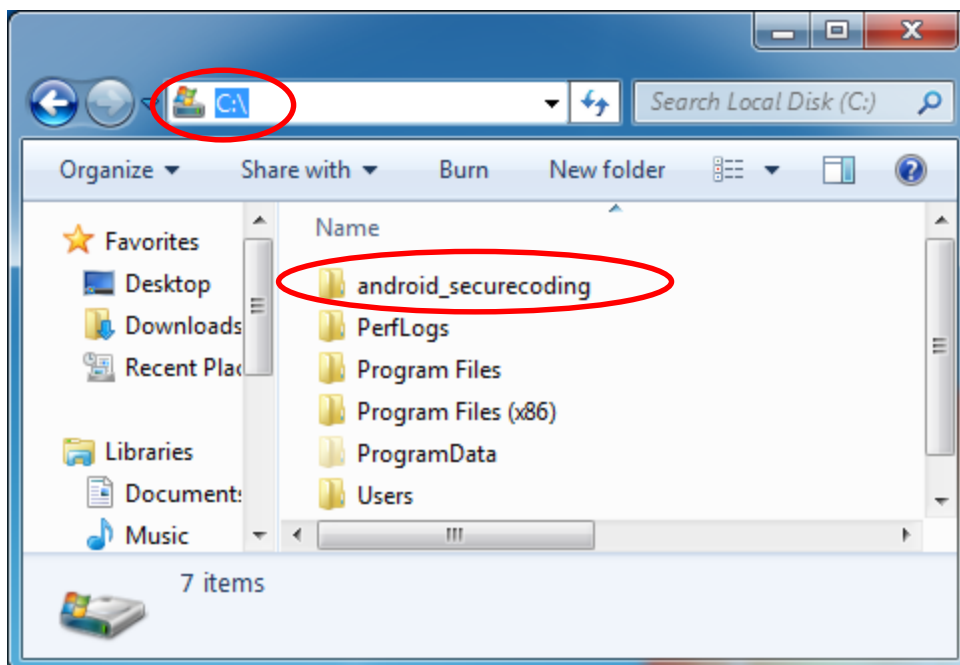 C:\
Search Local Disk (C:)
Organize Share with Burn New folder
Favorites
Desktop
Downloads
Recent Plac
Libraries
Document
Music
Name
android_securecoding
PerfLogs
Program Files
Program Files (x86)
ProgramData
Users
7 items